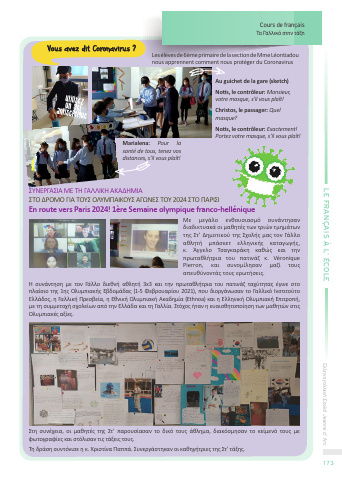 Cours de français
Τα Γαλλικά στην τάξη
Vous avez dit Coronavirus ?
Les élèves de 6ème primaire de la section de Mme Léontiadou
nous apprennent comment nous protéger du Coronavirus
Au guichet de la gare (sketch)
Notis, le contrôleur: Monsieur,
votre masque, s'il vous plaît!
Christos, le passager: Quel
masque?
Notis, le contrôleur: Exactement!
Portez votre masque, s'il vous plaît!
Marialena: Pour la
santé de tous, tenez vos
distances, s'il vous plaît!
ΣΥΝΕΡΓΑΣΙΑ ΜΕ ΤΗ ΓΑΛΛΙΚΗ ΑΚΑΔΗΜΙΑ
ΣΤΟ ΔΡΟΜΟ ΓΙΑ ΤΟΥΣ ΟΛΥΜΠΙΑΚΟΥΣ ΑΓΩΝΕΣ ΤΟΥ 2024 ΣΤΟ ΠΑΡΙΣΙ
En route vers Paris 2024! 1ère Semaine olympique franco-hellénique
Με μεγάλο ενθουσιασμό συνάντησαν
διαδικτυακά οι μαθητές των τριών τμημάτων
της Στ' Δημοτικού της Σχολής μας τον Γάλλο
αθλητή μπάσκετ ελληνικής καταγωγής,
κ. Άγγελο Τσαγκαράκη καθώς και την
πρωταθλήτρια του πατινάζ κ. Véronique
Pierron, και συνομίλησαν μαζί τους
απευθύνοντάς τους ερωτήσεις.
Η συνάντηση με τον Γάλλο διεθνή αθλητή 3x3 και την πρωταθλήτρια του πατινάζ ταχύτητας έγινε στο
πλαίσιο της 1ης Ολυμπιακής Εβδομάδας (1-5 Φεβρουαρίου 2021), που διοργάνωσαν το Γαλλικό Ινστιτούτο
Ελλάδος, η Γαλλική Πρεσβεία, η Εθνική Ολυμπιακή Ακαδημία (Ethnoa) και η Ελληνική Ολυμπιακή Επιτροπή,
με τη συμμετοχή σχολείων από την Ελλάδα και τη Γαλλία. Στόχος ήταν η ευαισθητοποίηση των μαθητών στις
Ολυμπιακές αξίες.
Στη συνέχεια, οι μαθητές της Στ' παρουσίασαν το δικό τους άθλημα, διακόσμησαν το κείμενό τους με
φωτογραφίες και στόλισαν τις τάξεις τους.
Τη δράση συντόνισε η κ. Χριστίνα Παππά. Συνεργάστηκαν οι καθηγήτριες της Στ' τάξης.
LE FRANÇAIS À L' ÉCOLE
173